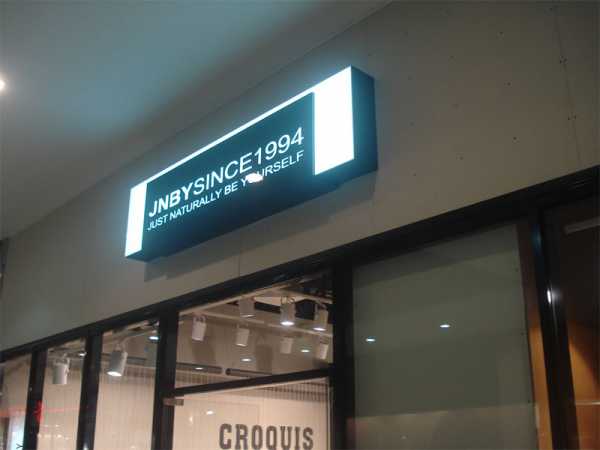 JNBYSINCE1994
JUST NATURALLY BE YOURSELF
CROQUIS